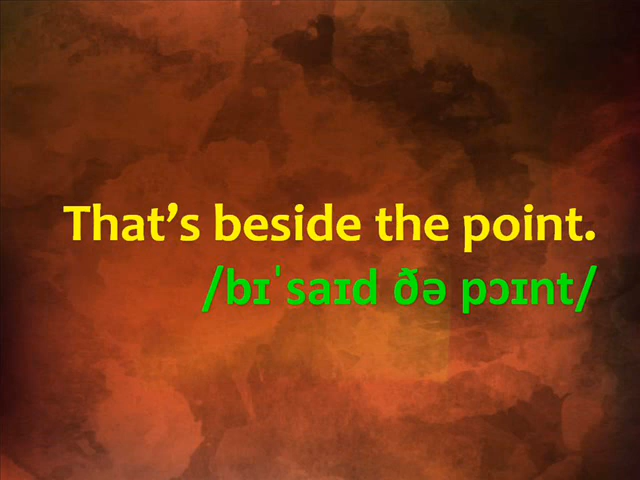 That’s beside the point.
/bɪˈsaɪd ðə pɔɪnt/